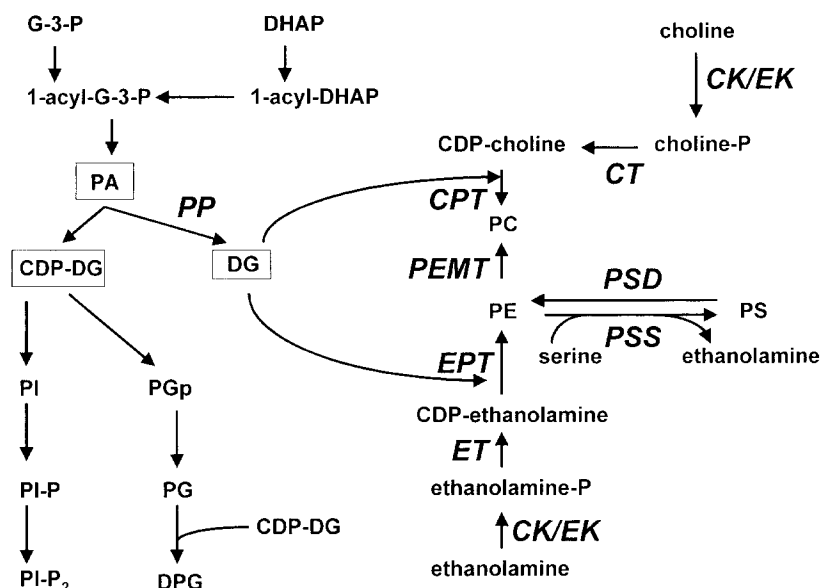 G-3-P
DHAP
choline
CK/EK
1-acyl-G-3-P
1-acyl-DHAP
CDP-choline
choline-P
CT
PA
PP
CPT
PC
CDP-DG
DG
PEMT
PSD
PE
PS
PSS
serine
ethanolamine
EPT
PI
PGp
CDP-ethanolamine
ET
PI-P
PG
ethanolamine-P
CDP-DG
CK/EK
PI-P₂
DPG
ethanolamine